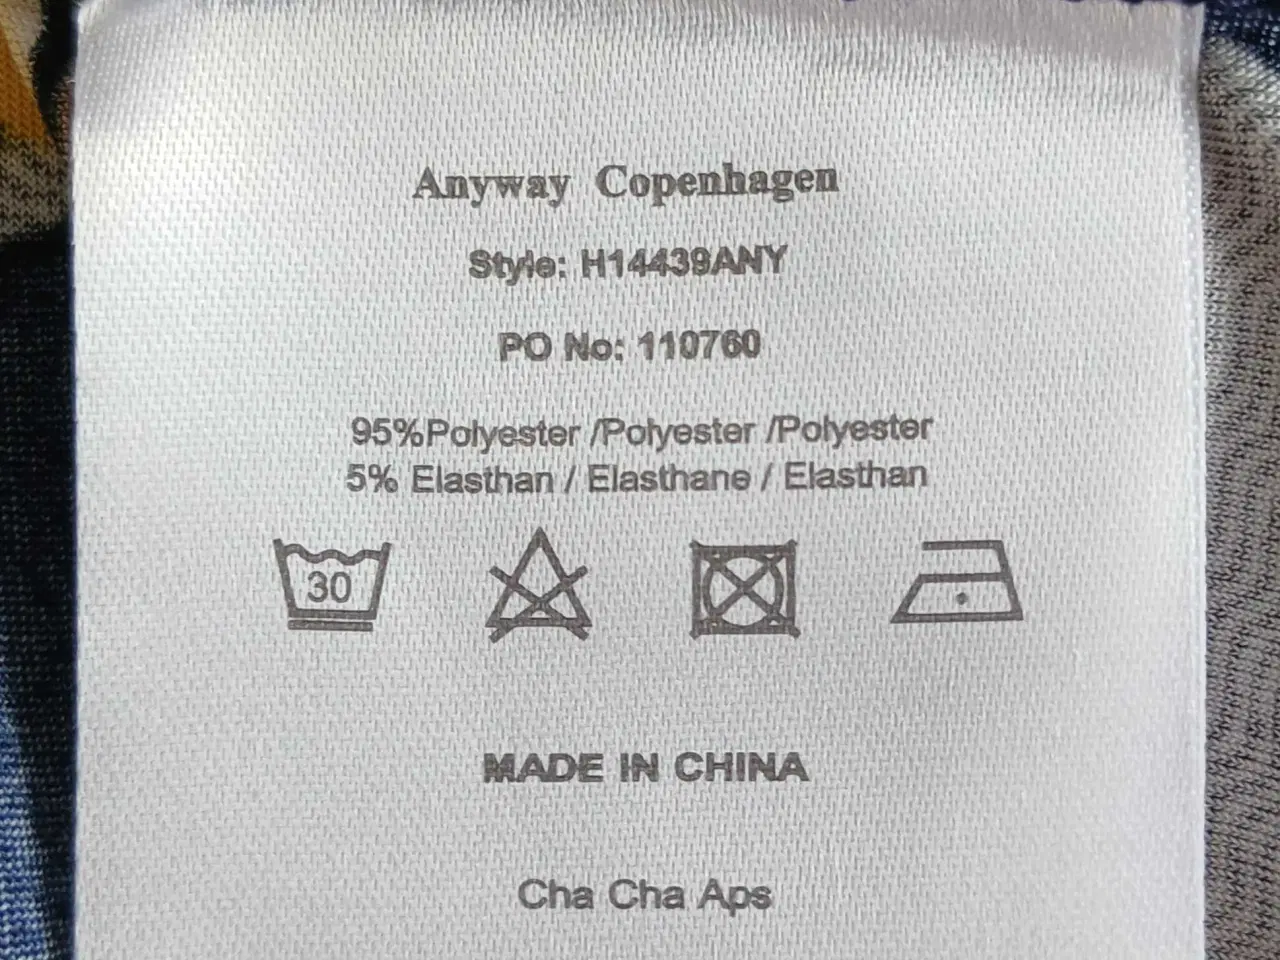 Anyway Copenhagen
Style: H14439ANY
PO No: 110760
95%Polyester /Polyester /Polyester
5% Elasthan / Elasthane / Elasthan
30
MADE IN CHINA
Cha Cha Aps